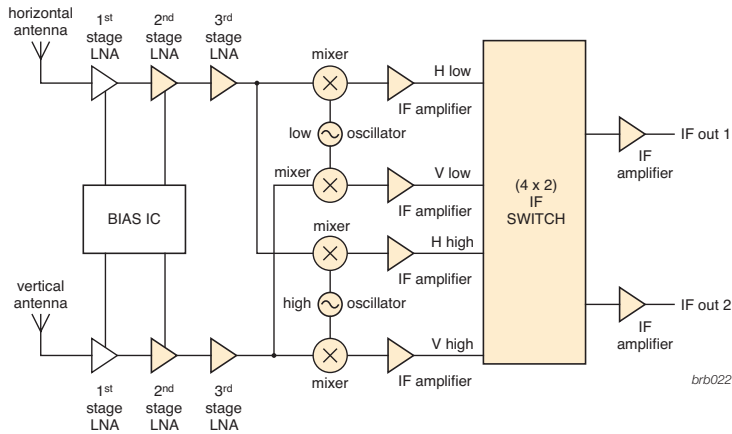 horizontal
antenna
1st
stage
LNA
2nd
stage
LNA
3rd
stage
LNA
mixer
H low
IF amplifier
low
oscillator
mixer
V low
IF amplifier
BIAS IC
(4 x 2)
IF
SWITCH
IF out 1
IF
amplifier
mixer
H high
IF amplifier
vertical
antenna
high
oscillator
IF out 2
IF
amplifier
V high
mixer
IF amplifier
1st
stage
LNA
2nd
stage
LNA
3rd
stage
LNA
brb022